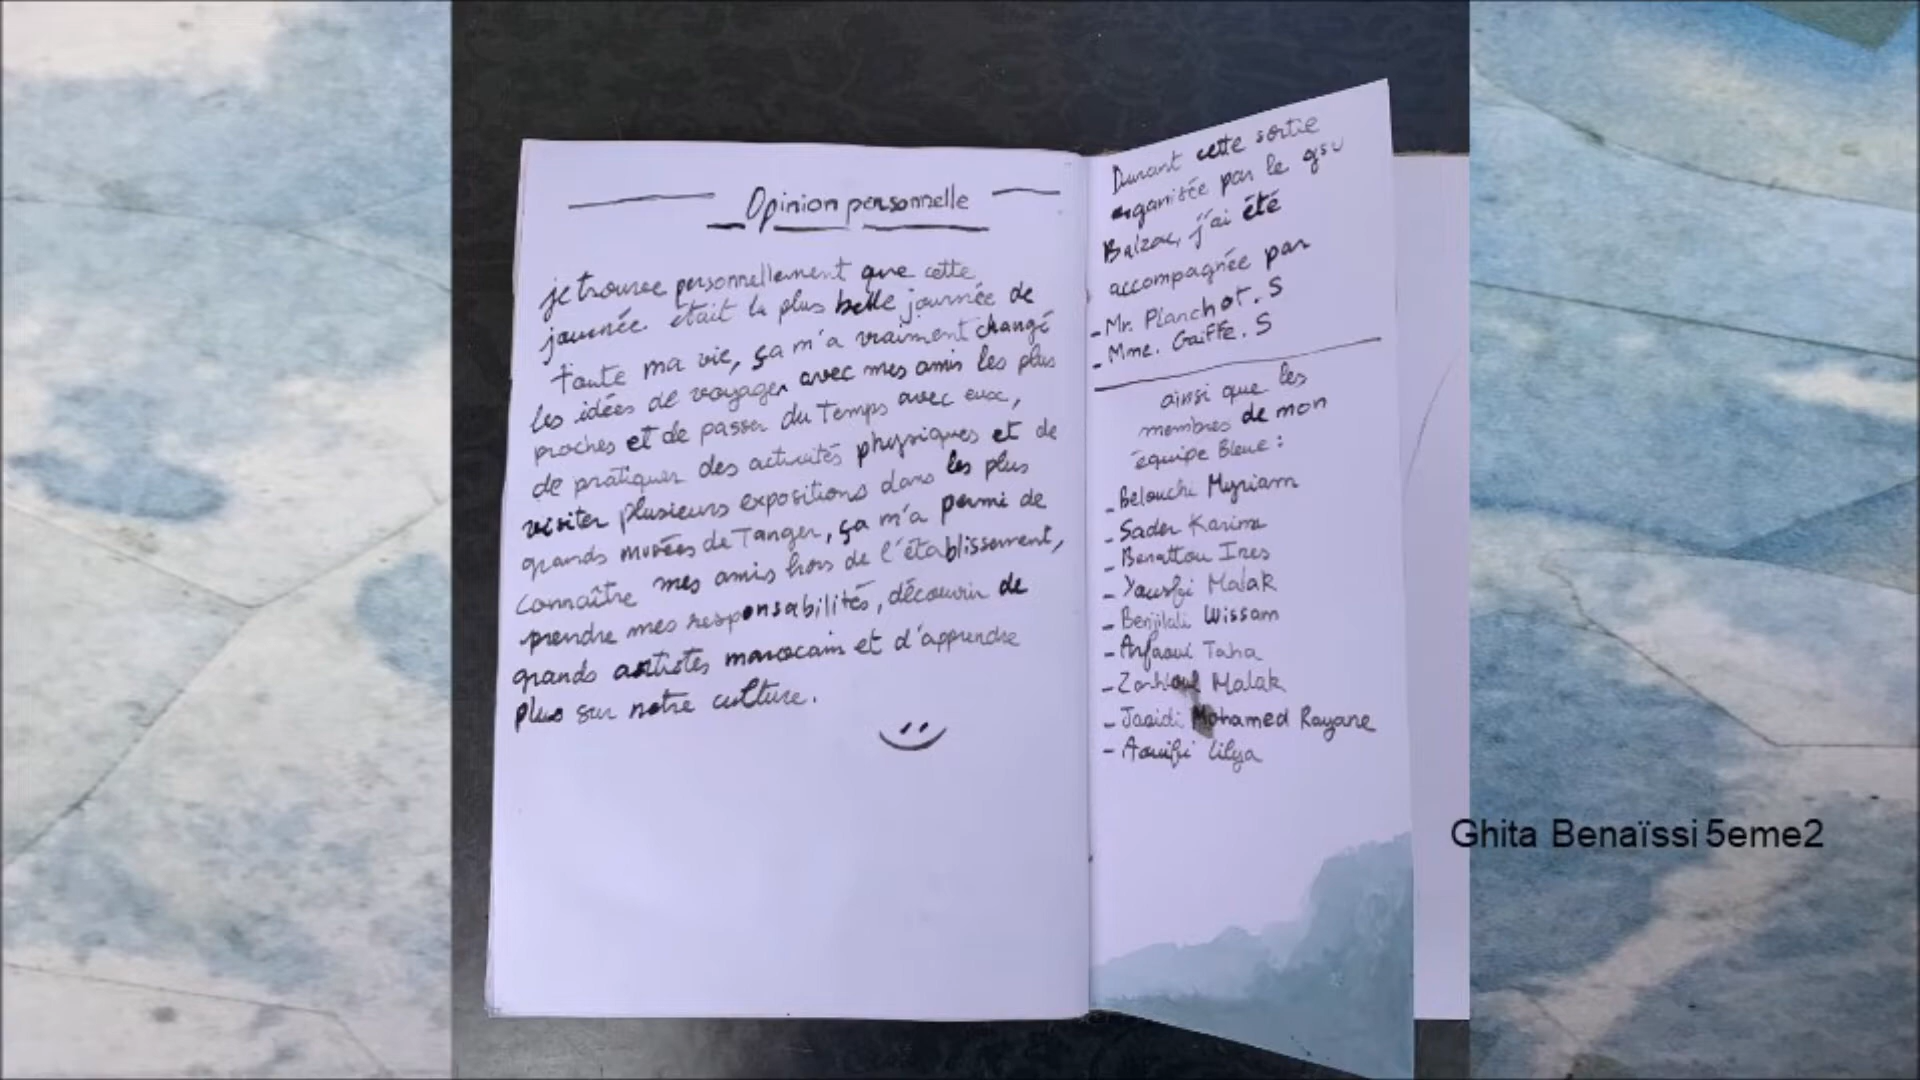 Opinion personnelle
je trouve personnellement que cette
journée était la plus belle journée de
toute ma vie, ça m'a vraiment changé
les idées de voyager avec mes amis les plus
proches et de passer du temps avec eux,
de pratiquer des activités physiques et de
visiter plusieurs expositions dans les plus
grands musées de Tanger, ça m'a permi de
connaître mes amis hors de l'établissement,
prendre mes responsabilités, découvrir de
grands artistes marocain et d'apprendre
plus sur notre culture.
Durant cette sortie
organisée par le gsu
Balzac, j'ai été
accompagnée par
- Mr. Planchot. S
- Mme. Gaiffe. S
ainsi que les
membres de mon
équipe Bleue :
- Belouchi Myriam
- Sader Karima
- Benattou Ines
- Yousfi Malak
- Benjilali Wissam
- Arfaoui Taha
- Malak
- Jaaidi Mohamed Rayane
- Lilya
Ghita Benaïssi 5eme2